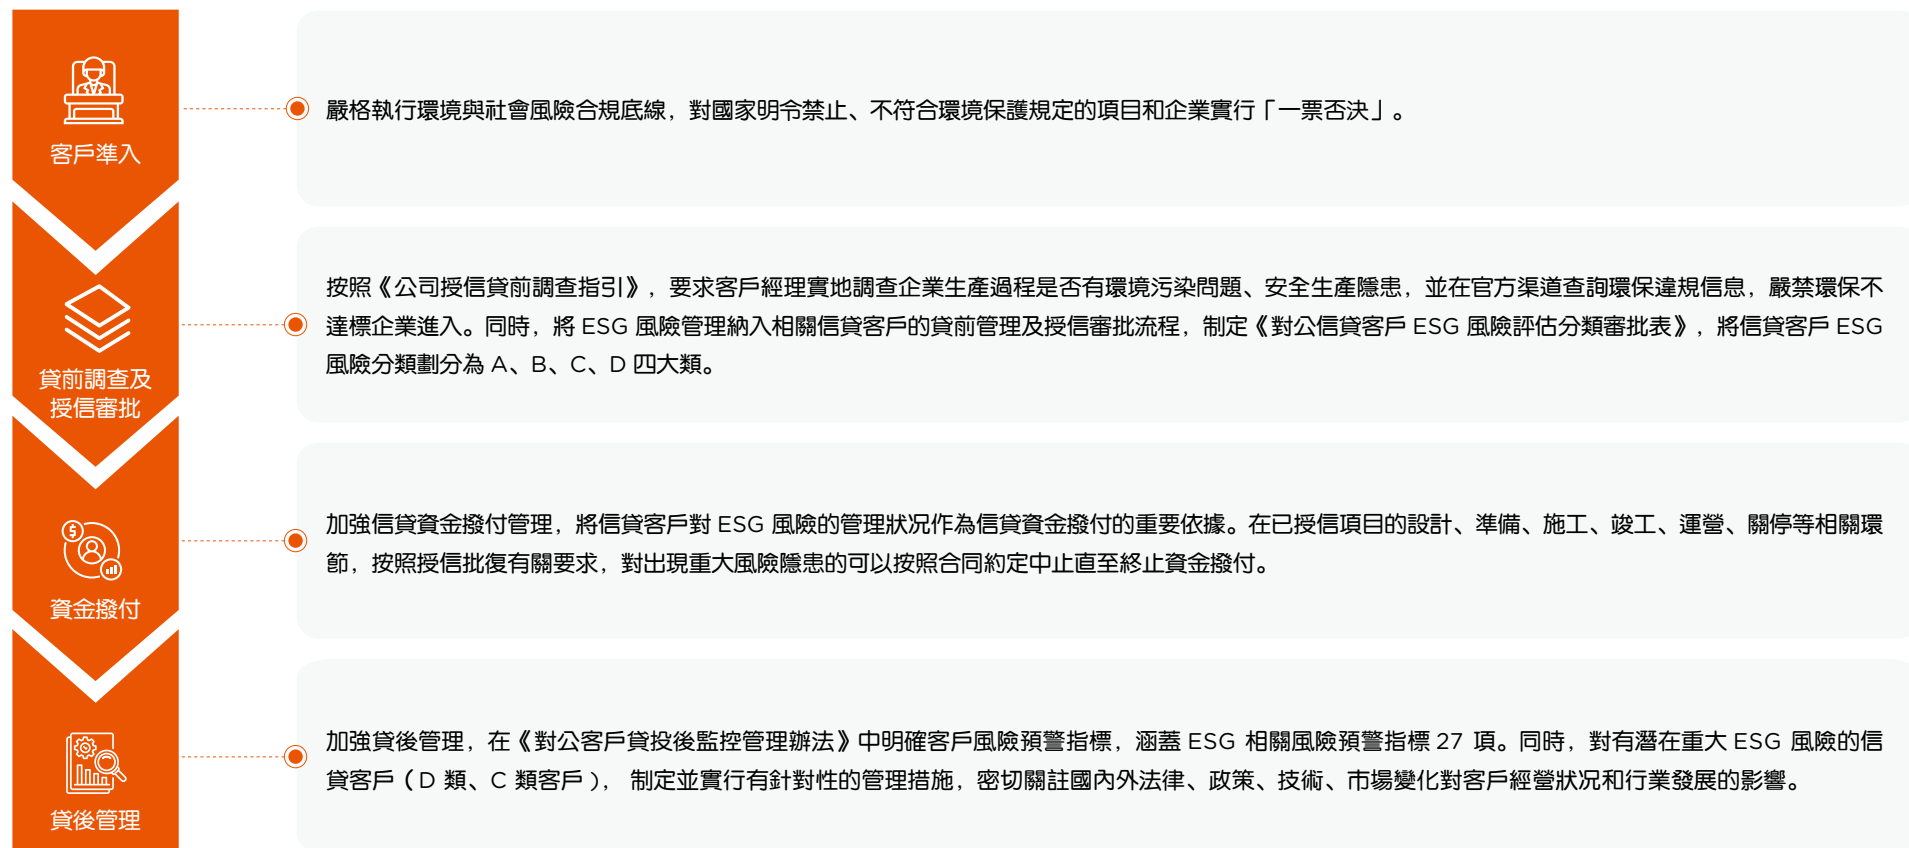 客戶準入
嚴格執行環境與社會風險合規底線，對國家明令禁止、不符合環境保護規定的項目和企業實行「一票否決」。
貸前調查及
授信審批
按照《公司授信貸前調查指引》，要求客戶經理實地調查企業生產過程是否有環境污染問題、安全生產隱患，並在官方渠道查詢環保違規信息，嚴禁環保不
達標企業進入。同時，將 ESG 風險管理納入相關信貸客戶的貸前管理及授信審批流程，制定《對公信貸客戶 ESG 風險評估分類審批表》，將信貸客戶 ESG
風險分類劃分為 A、B、C、D 四大類。
資金撥付
加強信貸資金撥付管理，將信貸客戶對 ESG 風險的管理狀況作為信貸資金撥付的重要依據。在已授信項目的設計、準備、施工、竣工、運營、關停等相關環
節，按照授信批復有關要求，對出現重大風險隱患的可以按照合同約定中止直至終止資金撥付。
貸後管理
加強貸後管理，在《對公客戶貸投後監控管理辦法》中明確客戶風險預警指標，涵蓋 ESG 相關風險預警指標 27 項。同時，對有潛在重大 ESG 風險的信
貸客戶（D 類、C 類客戶）， 制定並實行有針對性的管理措施，密切關註國內外法律、政策、技術、市場變化對客戶經營狀況和行業發展的影響。